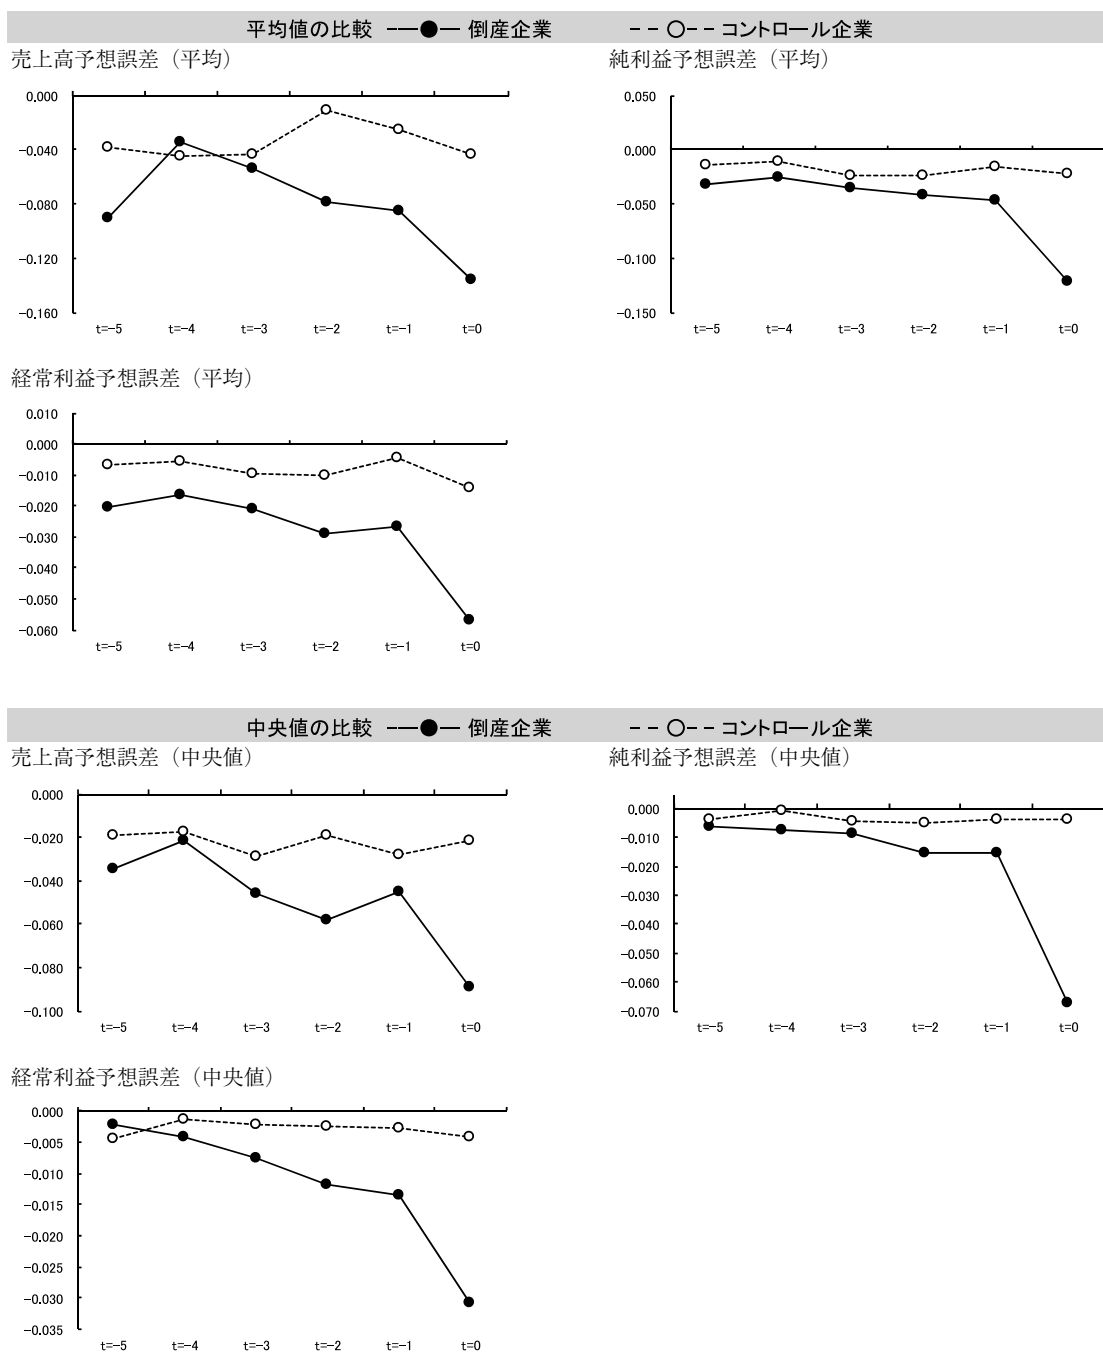 平均値の比較 ―●― 倒産企業 --○-- コントロール企業
売上高予想誤差（平均）
0.000
-0.040
-0.080
-0.120
-0.160
t=-5 t=-4 t=-3 t=-2 t=-1 t=0
純利益予想誤差（平均）
0.050
0.000
-0.050
-0.100
-0.150
t=-5 t=-4 t=-3 t=-2 t=-1 t=0
経常利益予想誤差（平均）
0.010
0.000
-0.010
-0.020
-0.030
-0.040
-0.050
-0.060
t=-5 t=-4 t=-3 t=-2 t=-1 t=0
中央値の比較 ―●― 倒産企業 --○-- コントロール企業
売上高予想誤差（中央値）
0.000
-0.020
-0.040
-0.060
-0.080
-0.100
t=-5 t=-4 t=-3 t=-2 t=-1 t=0
純利益予想誤差（中央値）
0.000
-0.010
-0.020
-0.030
-0.040
-0.050
-0.060
-0.070
t=-5 t=-4 t=-3 t=-2 t=-1 t=0
経常利益予想誤差（中央値）
0.000
-0.005
-0.010
-0.015
-0.020
-0.025
-0.030
-0.035
t=-5 t=-4 t=-3 t=-2 t=-1 t=0